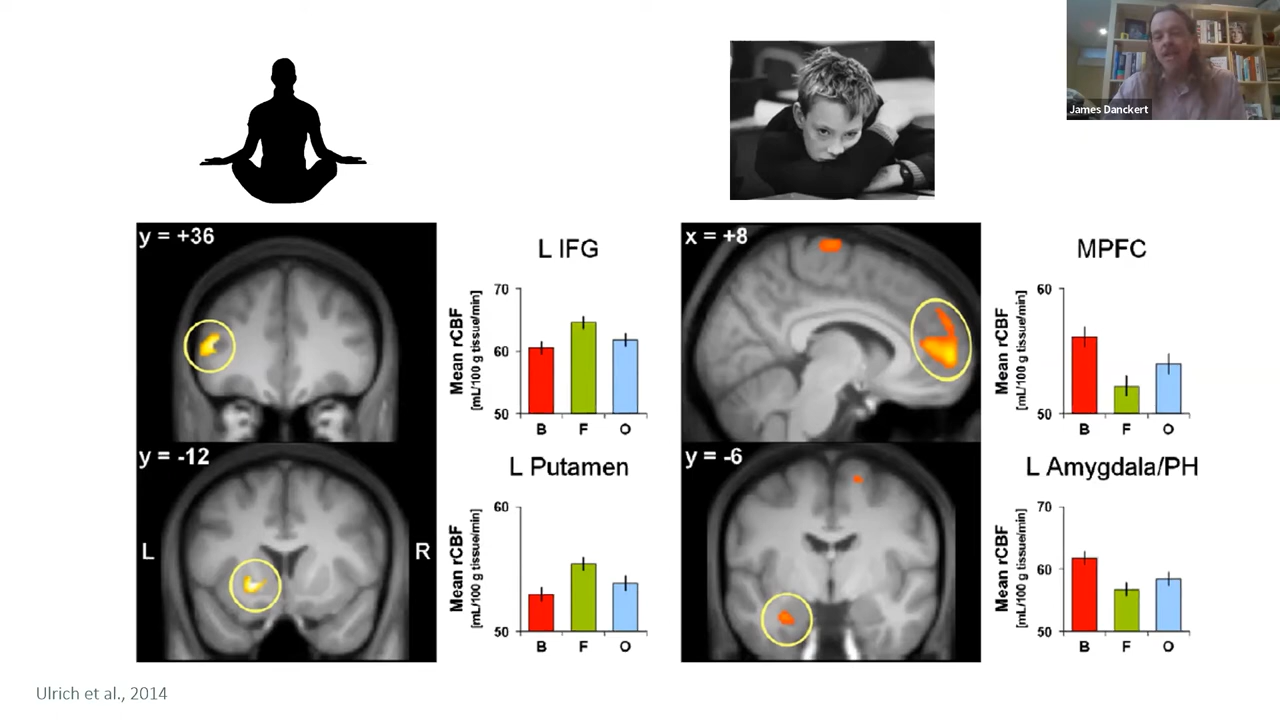 James Danckert
y = +36
L IFG
Mean rCBF
[mL/100 g tissue/min]
70
60
50
B F O
x = +8
MPFC
Mean rCBF
[mL/100 g tissue/min]
60
50
B F O
y = -12
L
R
L Putamen
Mean rCBF
[mL/100 g tissue/min]
60
50
B F O
y = -6
L Amygdala/PH
Mean rCBF
[mL/100 g tissue/min]
70
60
50
B F O
Ulrich et al., 2014